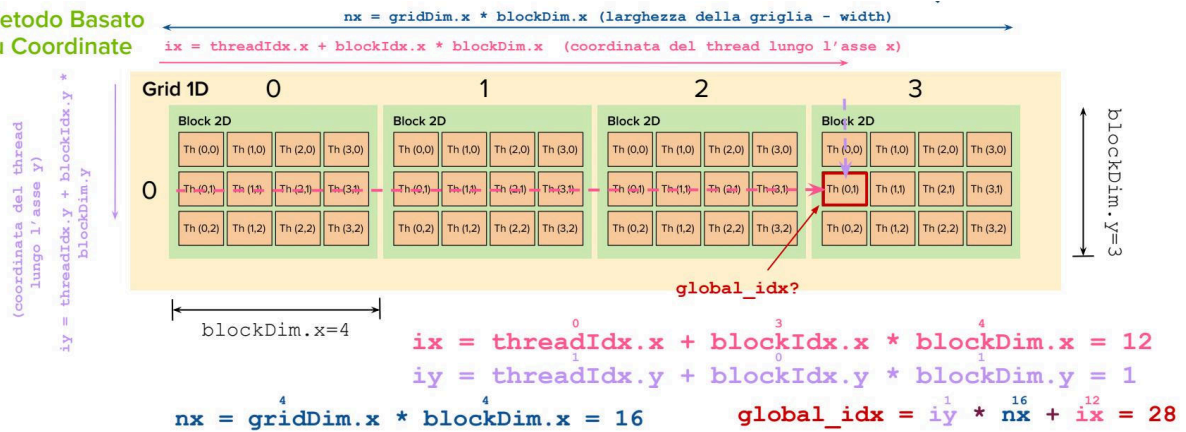 etodo Basato
u Coordinate
nx = gridDim.x * blockDim.x (larghezza della griglia - width)
ix = threadIdx.x + blockIdx.x * blockDim.x (coordinata del thread lungo l'asse x)
(coordinata del thread
lungo l'asse y)
iy = threadIdx.y + blockIdx.y *
blockDim.y
Grid 1D 0 1 2 3
Block 2D Block 2D Block 2D Block 2D
Th (0,0) Th (1,0) Th (2,0) Th (3,0) Th (0,0) Th (1,0) Th (2,0) Th (3,0) Th (0,0) Th (1,0) Th (2,0) Th (3,0) Th (0,0) Th (1,0) Th (2,0) Th (3,0)
0 Th (0,1) Th (1,1) Th (2,1) Th (3,1) Th (0,1) Th (1,1) Th (2,1) Th (3,1) Th (0,1) Th (1,1) Th (2,1) Th (3,1) Th (0,1) Th (1,1) Th (2,1) Th (3,1)
Th (0,2) Th (1,2) Th (2,2) Th (3,2) Th (0,2) Th (1,2) Th (2,2) Th (3,2) Th (0,2) Th (1,2) Th (2,2) Th (3,2) Th (0,2) Th (1,2) Th (2,2) Th (3,2)
blockDim.y=3
global_idx?
blockDim.x=4
0 3 4
ix = threadIdx.x + blockIdx.x * blockDim.x = 12
1 0 1
iy = threadIdx.y + blockIdx.y * blockDim.y = 1
4 4
nx = gridDim.x * blockDim.x = 16
1 16 12
global_idx = iy * nx + ix = 28